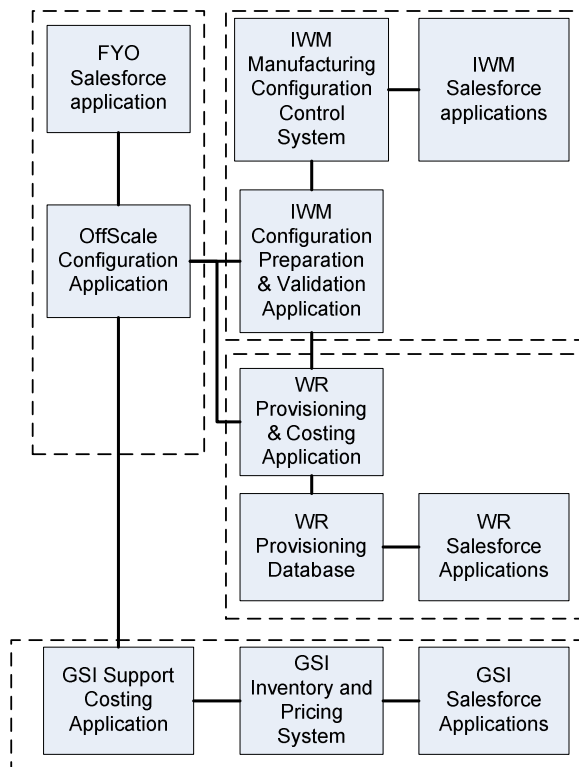 FYO
Salesforce
application
IWM
Manufacturing
Configuration
Control
System
IWM
Salesforce
applications
OffScale
Configuration
Application
IWM
Configuration
Preparation
& Validation
Application
WR
Provisioning
& Costing
Application
WR
Provisioning
Database
WR
Salesforce
Applications
GSI Support
Costing
Application
GSI
Inventory and
Pricing
System
GSI
Salesforce
Applications